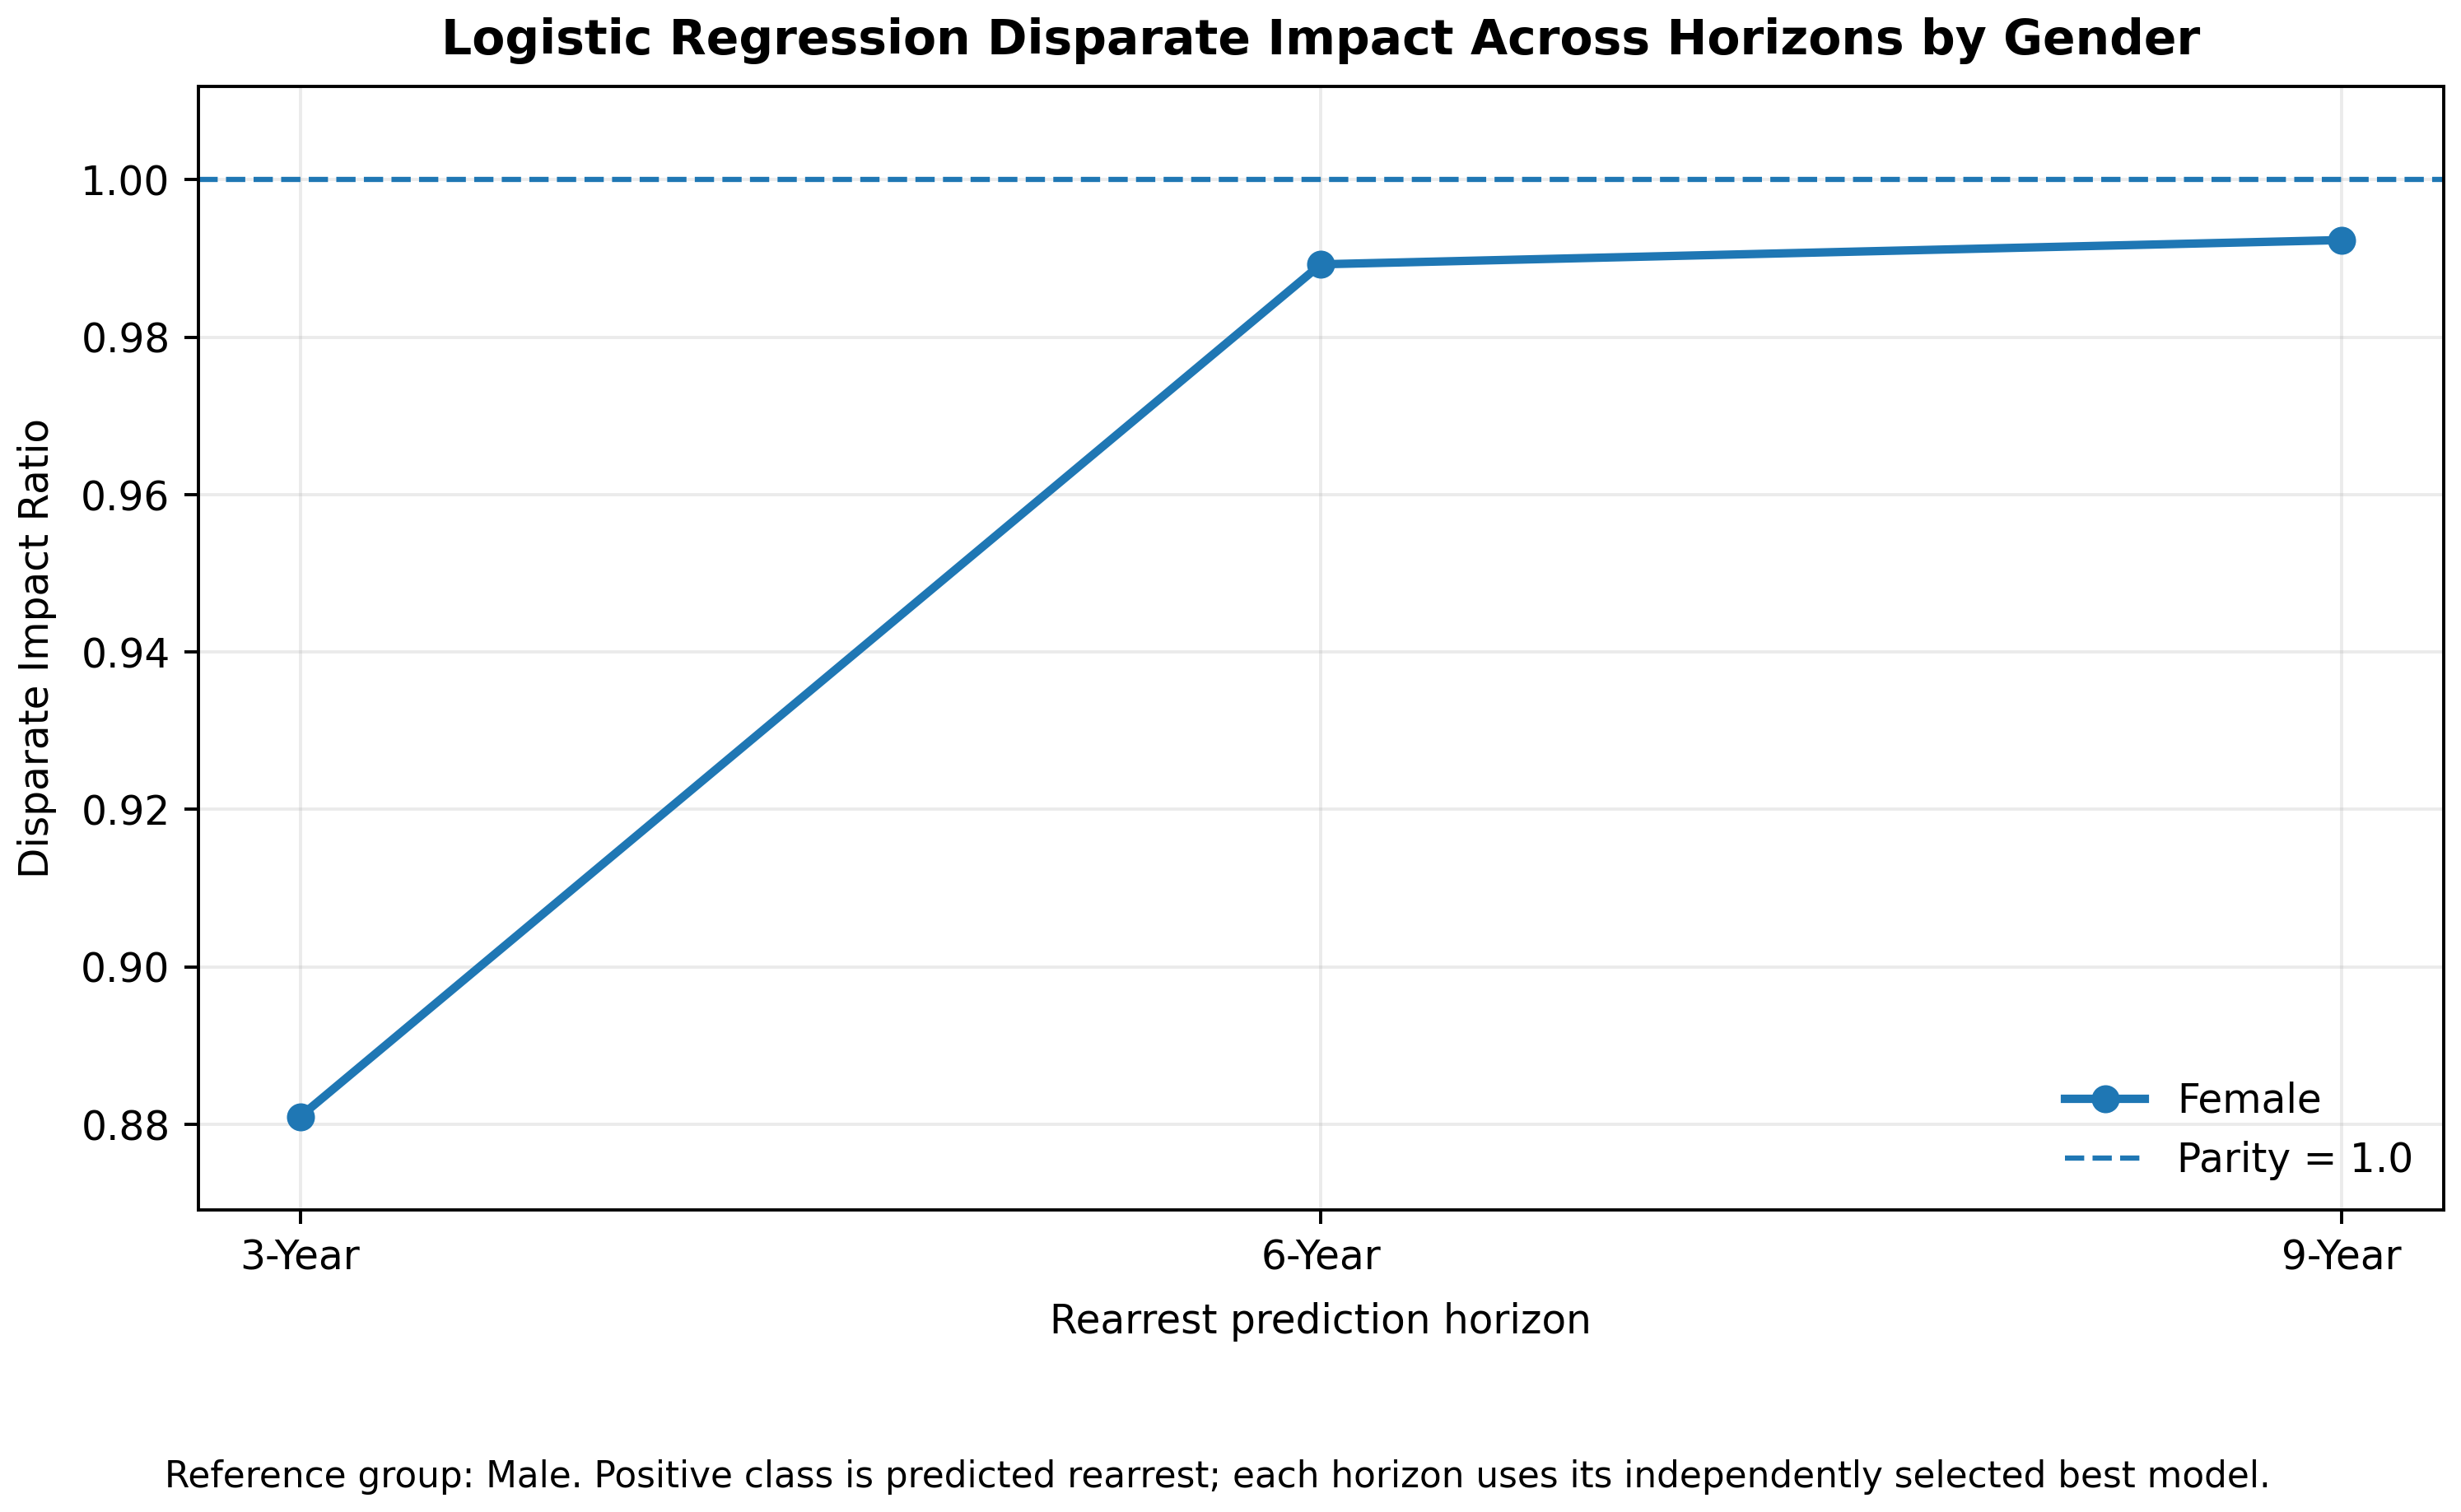 Logistic Regression Disparate Impact Across Horizons by Gender
Disparate Impact Ratio
1.00
0.98
0.96
0.94
0.92
0.90
0.88
Female
Parity = 1.0
3-Year
6-Year
9-Year
Rearrest prediction horizon
Reference group: Male. Positive class is predicted rearrest; each horizon uses its independently selected best model.